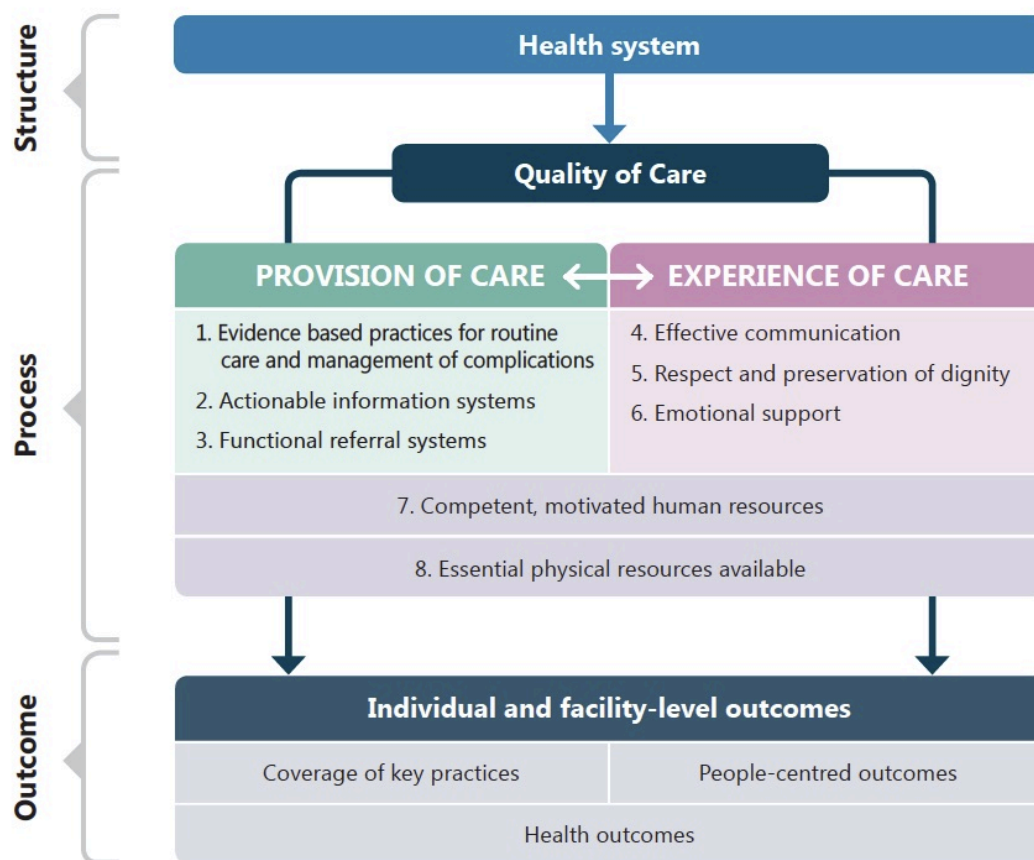 Structure
Health system
Process
Quality of Care
PROVISION OF CARE
1. Evidence based practices for routine
care and management of complications
2. Actionable information systems
3. Functional referral systems
EXPERIENCE OF CARE
4. Effective communication
5. Respect and preservation of dignity
6. Emotional support
7. Competent, motivated human resources
8. Essential physical resources available
Outcome
Individual and facility-level outcomes
Coverage of key practices
People-centred outcomes
Health outcomes